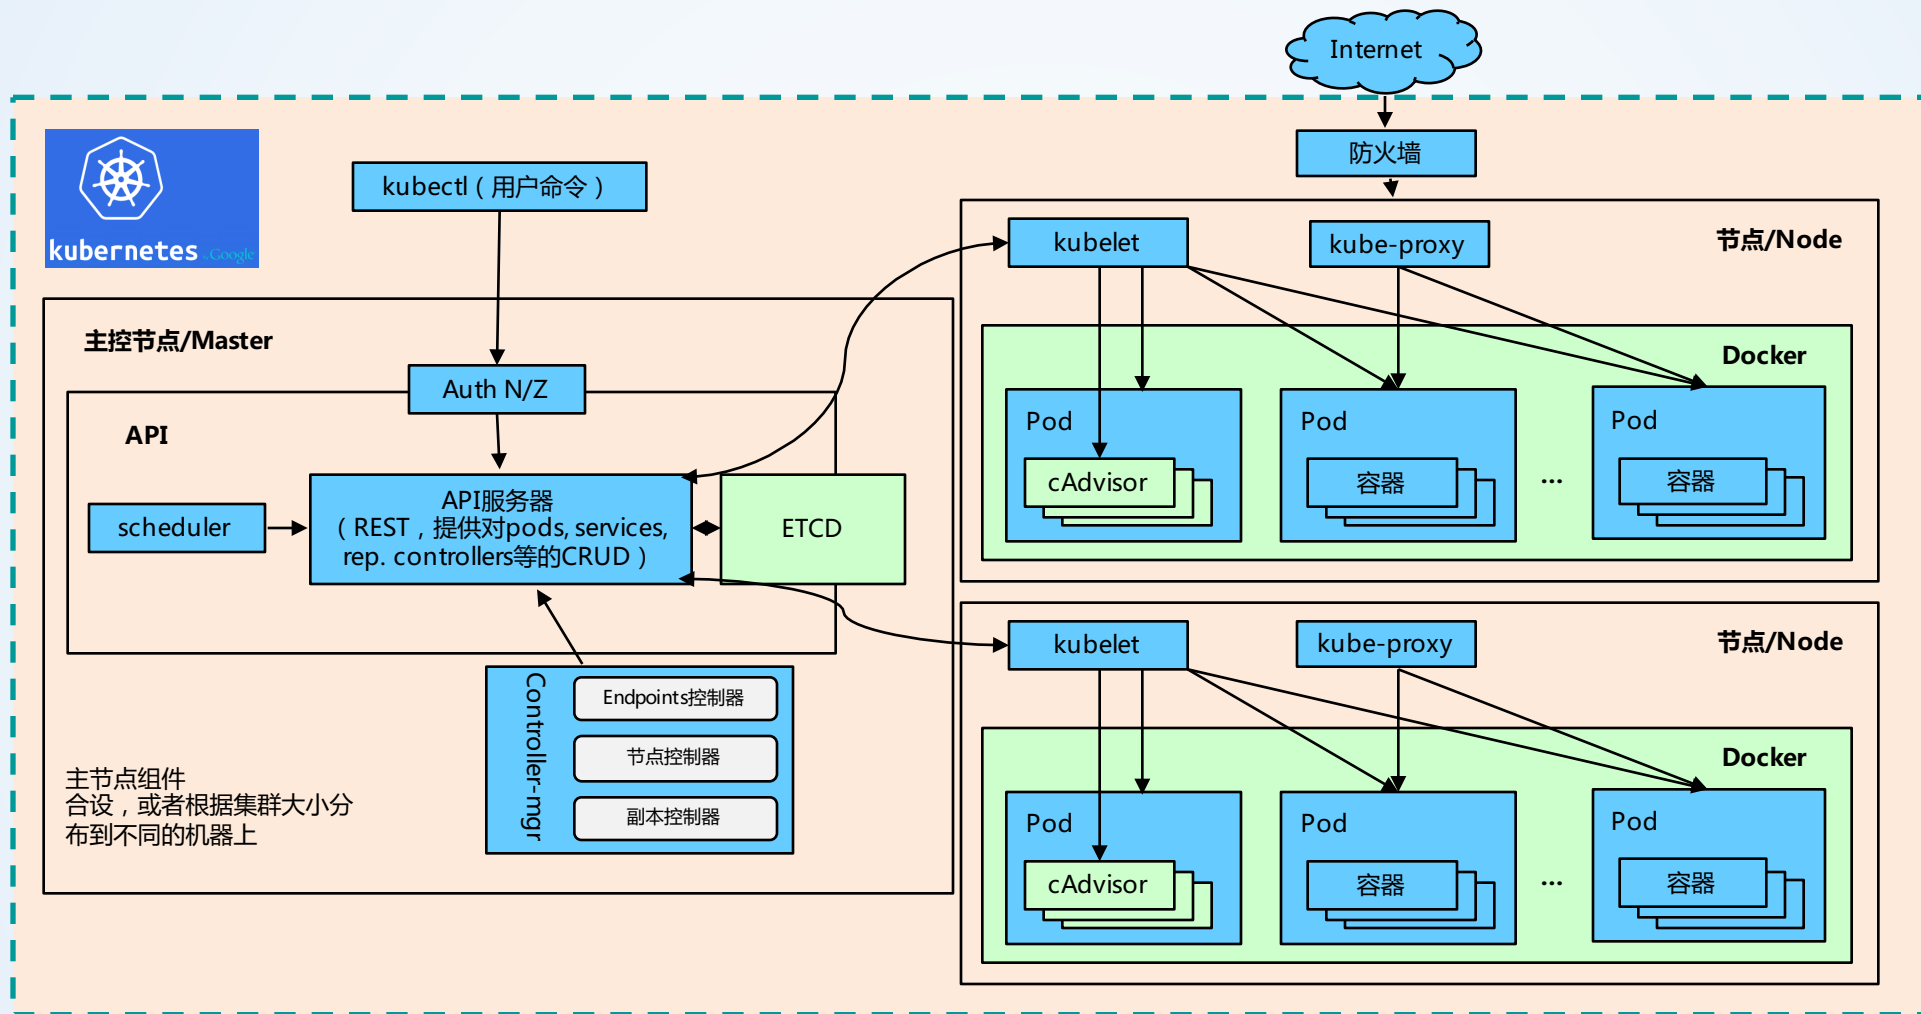 Internet
防火墙
kubernetes by Google
kubectl（用户命令）
主控节点/Master
Auth N/Z
API
scheduler
API服务器
（REST，提供对pods, services,
rep. controllers等的CRUD）
ETCD
Controller-mgr
Endpoints控制器
节点控制器
副本控制器
主节点组件
合设，或者根据集群大小分
布到不同的机器上
kubelet
kube-proxy
节点/Node
Docker
Pod
cAdvisor
Pod
容器
...
Pod
容器
kubelet
kube-proxy
节点/Node
Docker
Pod
cAdvisor
Pod
容器
...
Pod
容器